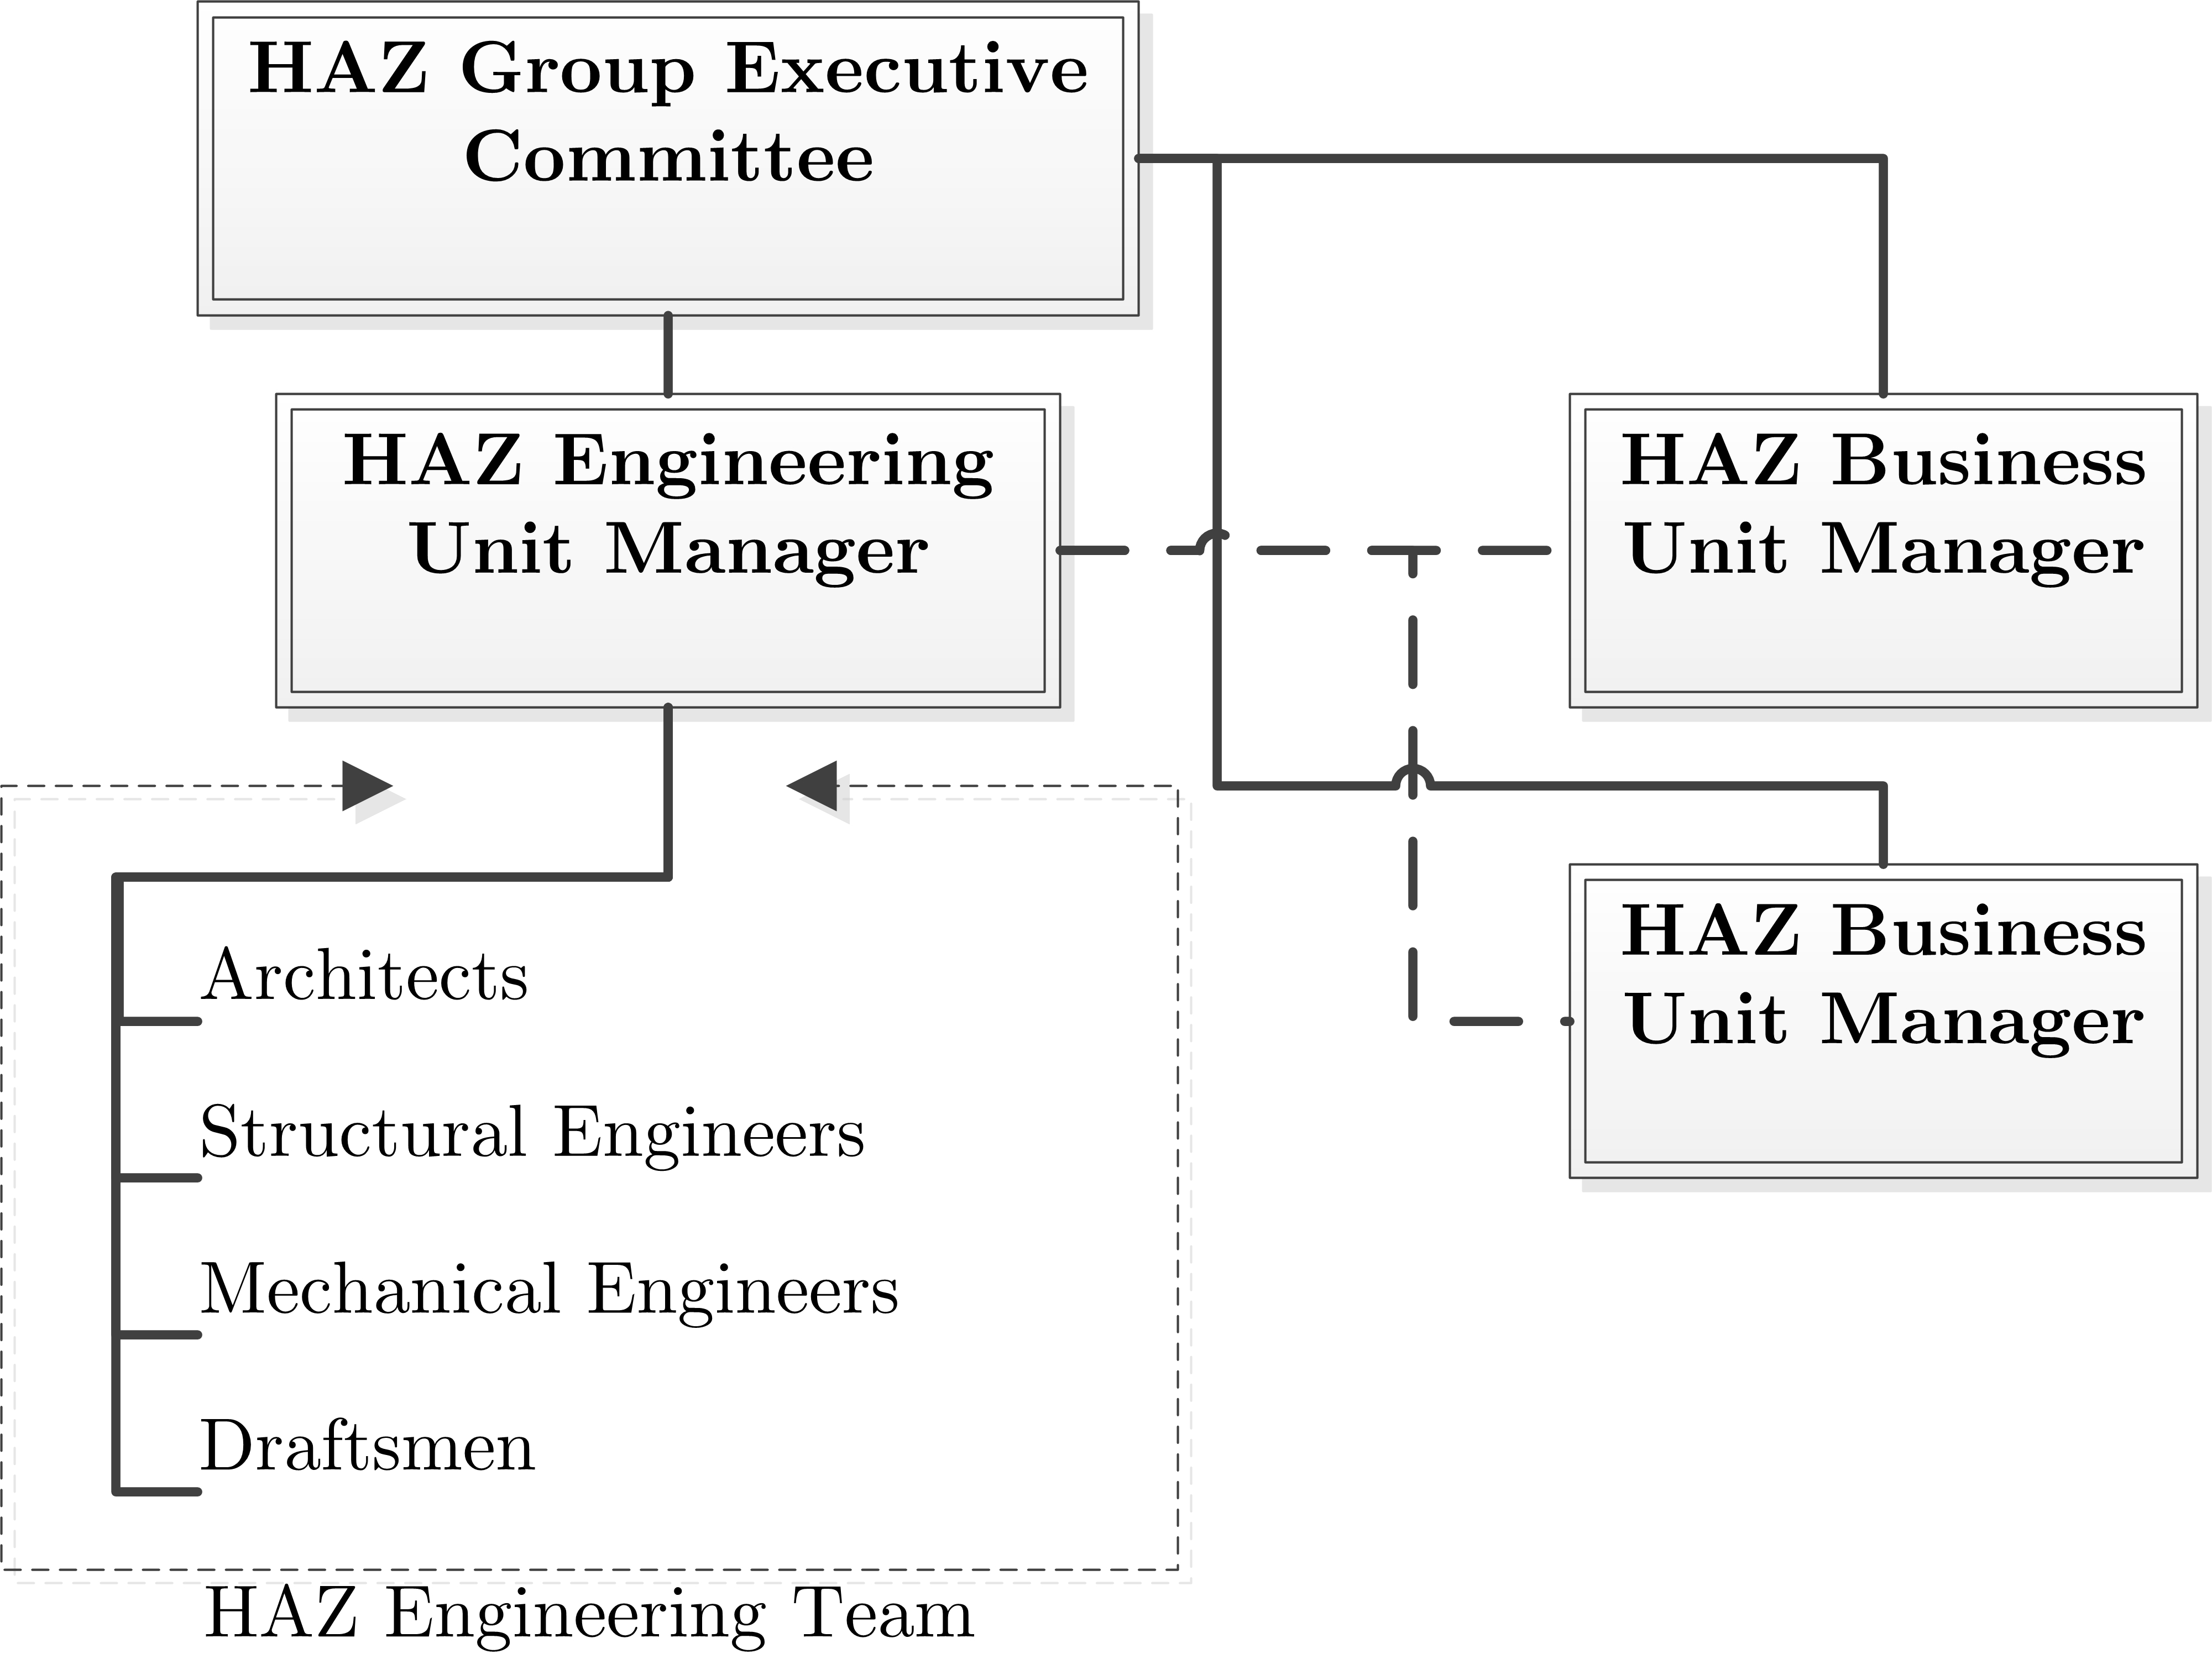 HAZ Group Executive
Committee
HAZ Engineering
Unit Manager
HAZ Business
Unit Manager
HAZ Business
Unit Manager
Architects
Structural Engineers
Mechanical Engineers
Draftsmen
HAZ Engineering Team